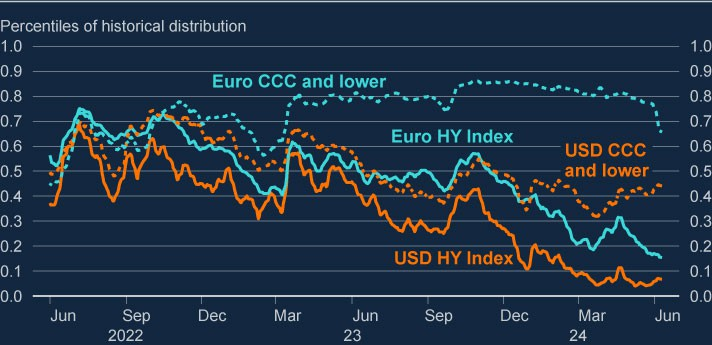 Percentiles of historical distribution
1.0 1.0
0.9 0.9
Euro CCC and lower
0.8 0.8
0.7 0.7
Euro HY Index
0.6 0.6
USD CCC
and lower
0.5 0.5
0.4 0.4
0.3 0.3
0.2 0.2
USD HY Index
0.1 0.1
0.0 0.0
Jun Sep Dec Mar Jun Sep Dec Mar Jun
2022 23 24